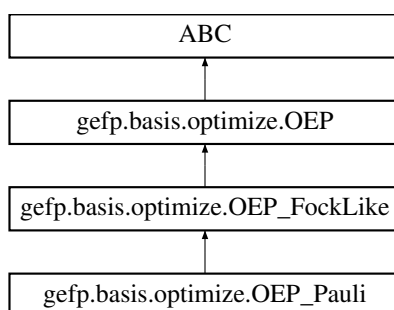 ABC
gefp.basis.optimize.OEP
gefp.basis.optimize.OEP_FockLike
gefp.basis.optimize.OEP_Pauli